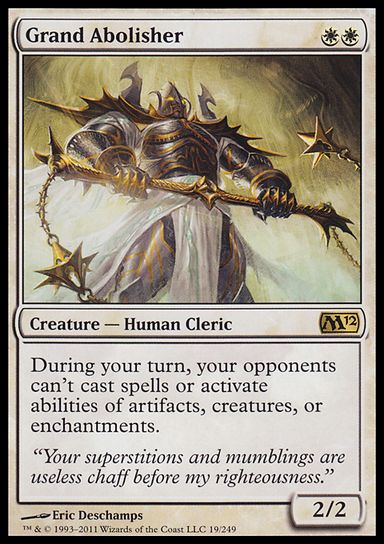 Grand Abolisher
Creature — Human Cleric
M12
During your turn, your opponents
can't cast spells or activate
abilities of artifacts, creatures, or
enchantments.
“Your superstitions and mumblings are
useless chaff before my righteousness.”
Eric Deschamps
2/2
™ & © 1993–2011 Wizards of the Coast LLC 19/249